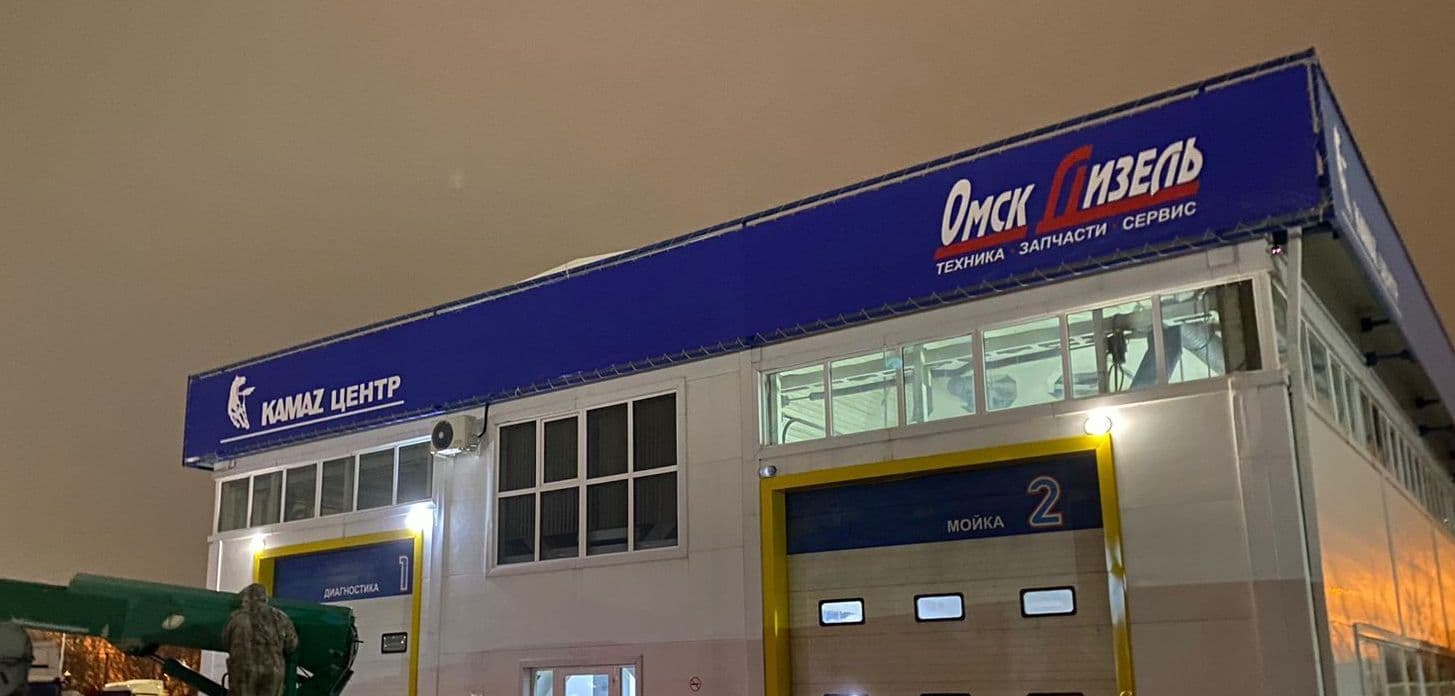 KAMAZ ЦЕНТР
Омск Дизель
ТЕХНИКА ЗАПЧАСТИ СЕРВИС
ДИАГНОСТИКА 1
МОЙКА 2